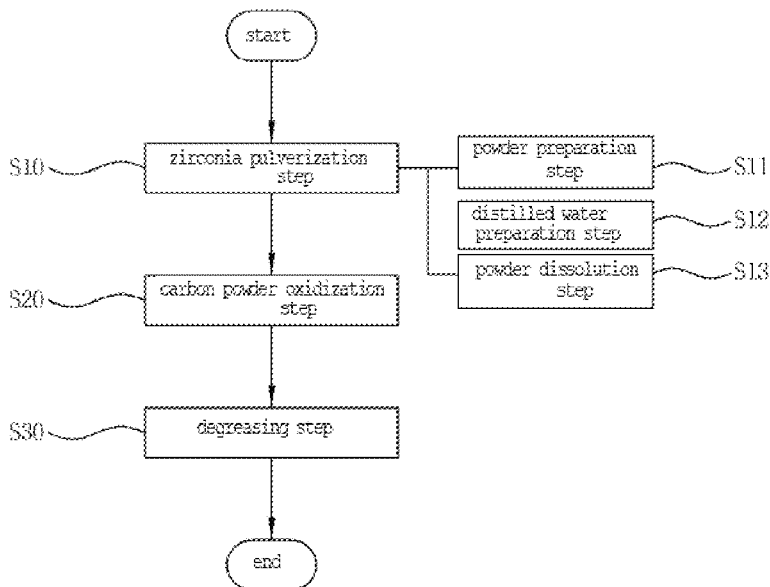 start
S10
zirconia pulverization
step
powder preparation
step
S11
distilled water
preparation step
S12
powder dissolution
step
S13
S20
carbon powder oxidization
step
S30
degreasing step
end